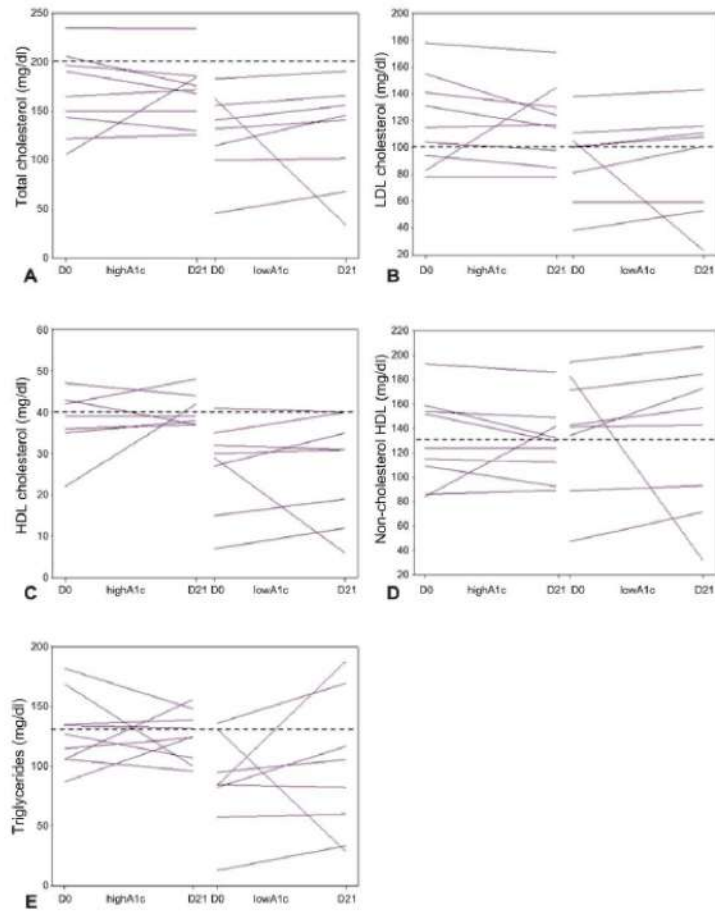 Total cholesterol (mg/dl)
250
200
150
100
50
0
D0 highA1c D21 D0 lowA1c D21
A
LDL cholesterol (mg/dl)
200
180
160
140
120
100
80
60
40
20
D0 highA1c D21 D0 lowA1c D21
B
HDL cholesterol (mg/dl)
60
50
40
30
20
10
0
D0 highA1c D21 D0 lowA1c D21
C
Non-cholesterol HDL (mg/dl)
220
200
180
160
140
120
100
80
60
40
20
D0 highA1c D21 D0 lowA1c D21
D
Triglycerides (mg/dl)
200
150
100
50
0
D0 highA1c D21 D0 lowA1c D21
E